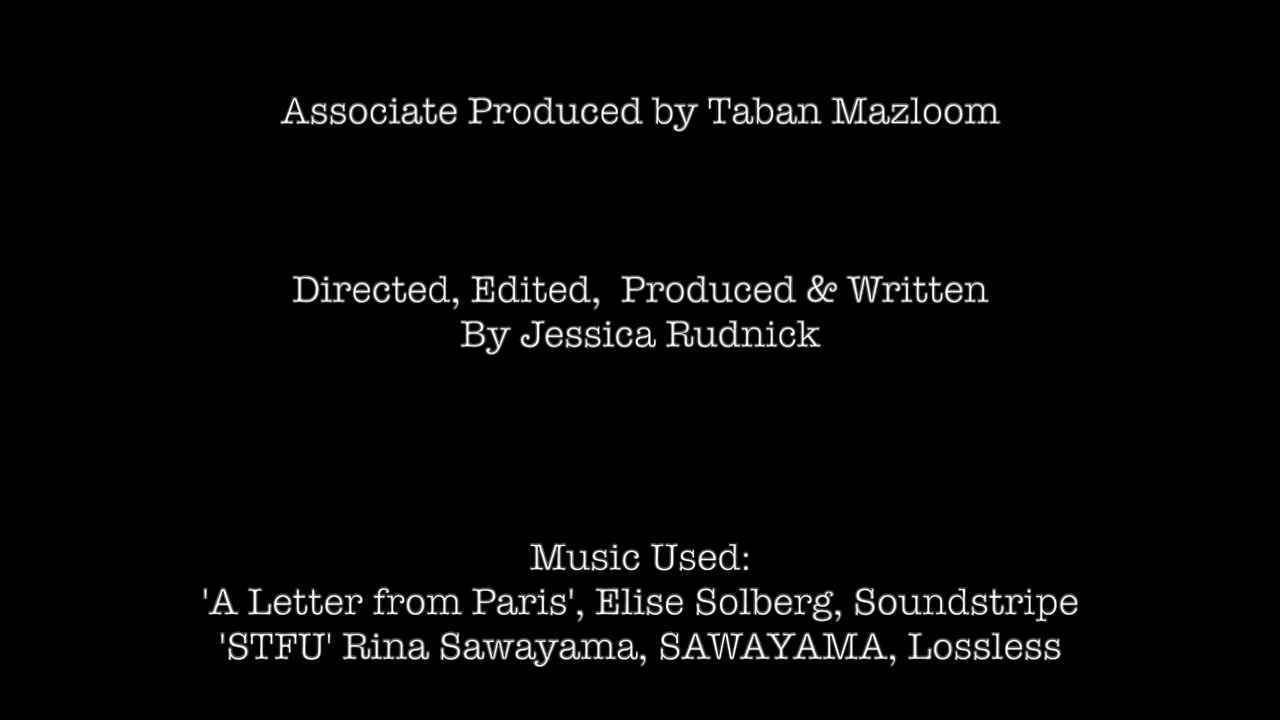 Associate Produced by Taban Mazloom
Directed, Edited,  Produced & Written
By Jessica Rudnick
Music Used:
'A Letter from Paris', Elise Solberg, Soundstripe
'STFU' Rina Sawayama, SAWAYAMA, Lossless